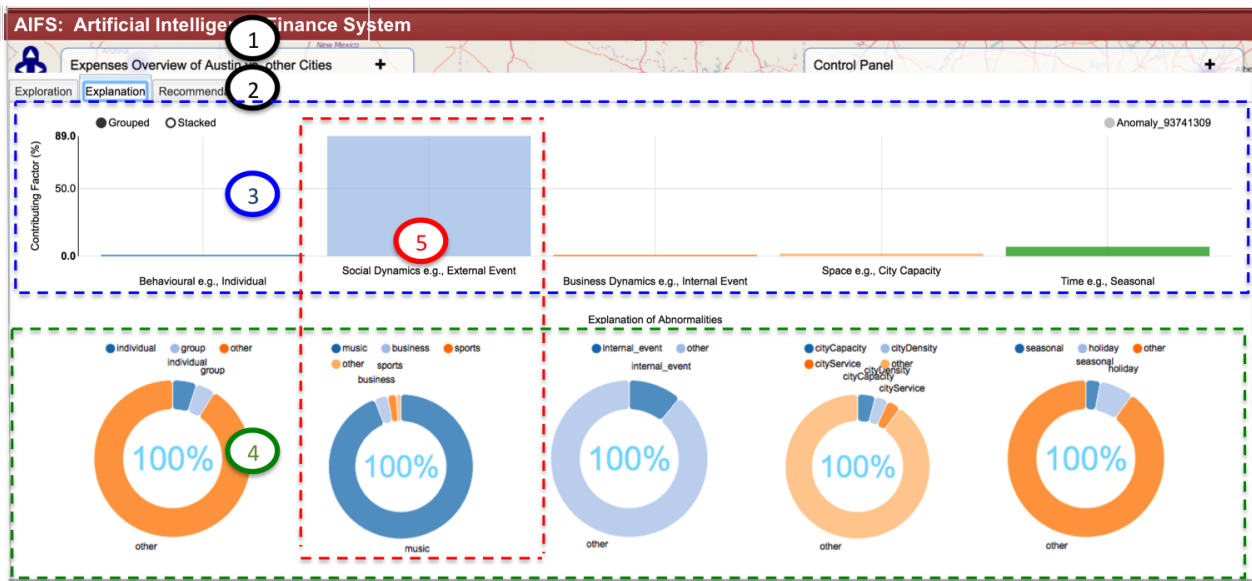 AIFS: Artificial Intelligence Finance System
1
New Mexico
Expenses Overview of Austin vs. other Cities +
Control Panel +
Exploration Explanation Recommenda
2
Grouped Stacked
Anomaly_93741309
Contributing Factor (%)
89.0
50.0
0.0
3
5
Behavioural e.g., Individual
Social Dynamics e.g., External Event
Business Dynamics e.g., Internal Event
Space e.g., City Capacity
Time e.g., Seasonal
Explanation of Abnormalities
individual group other
individual
group
100%
other
4
music business sports
other
sports
business
100%
music
internal_event other
internal_event
100%
other
cityCapacity cityDensity
cityService other
cityDensity
cityCapacity
cityService
100%
other
seasonal holiday other
seasonal
holiday
100%
other